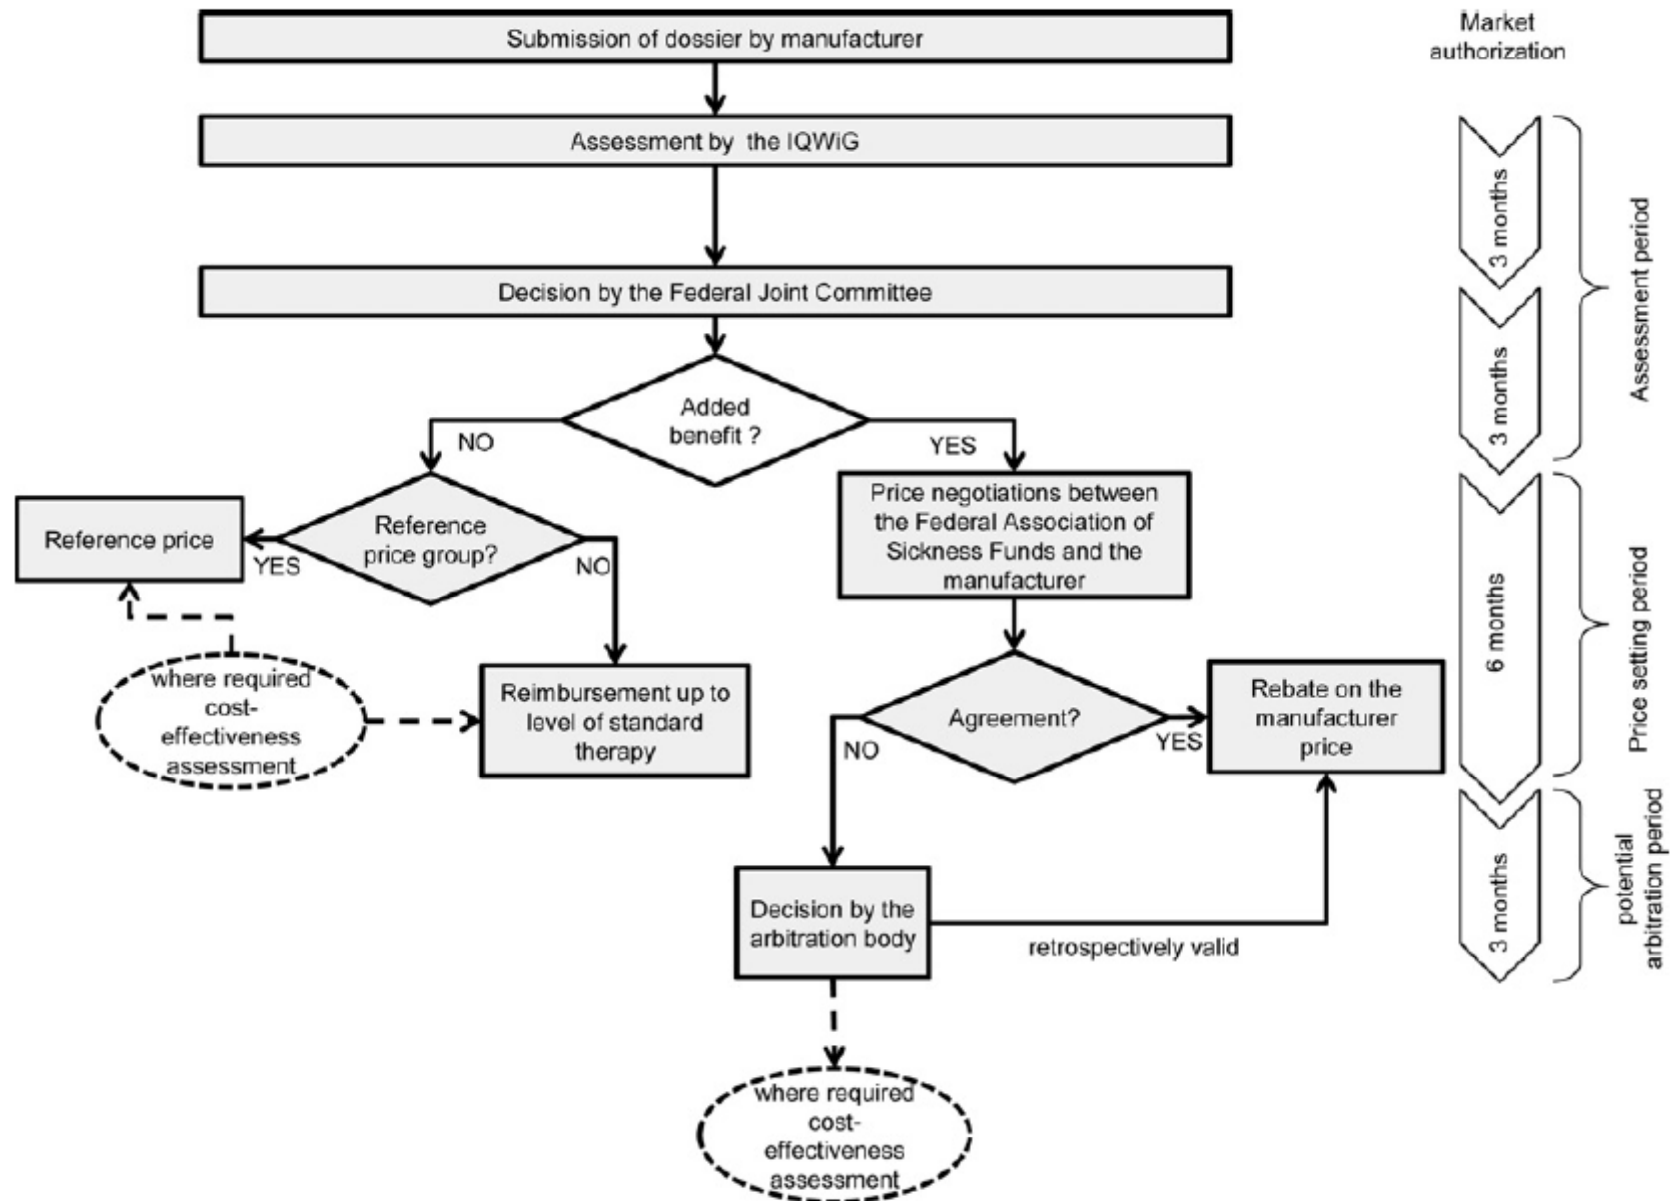 Submission of dossier by manufacturer
Market
authorization
Assessment by the IQWiG
3 months
Assessment period
Decision by the Federal Joint Committee
3 months
Added
benefit ?
NO
YES
Price negotiations between
the Federal Association of
Sickness Funds and the
manufacturer
Reference price
YES
Reference
price group?
NO
6 months
Price setting period
where required
cost-
effectiveness
assessment
Reimbursement up to
level of standard
therapy
Agreement?
NO
YES
Rebate on the
manufacturer
price
Decision by the
arbitration body
retrospectively valid
3 months
potential
arbitration period
where required
cost-
effectiveness
assessment